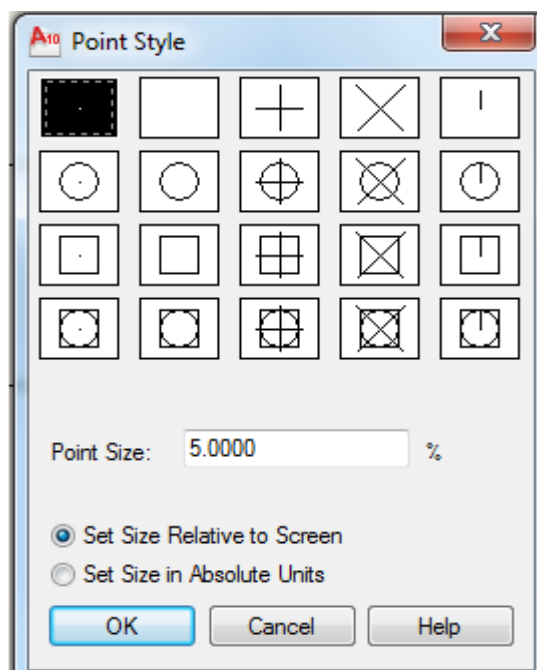 A10 Point Style
Point Size: 5.0000 %
Set Size Relative to Screen
Set Size in Absolute Units
OK Cancel Help